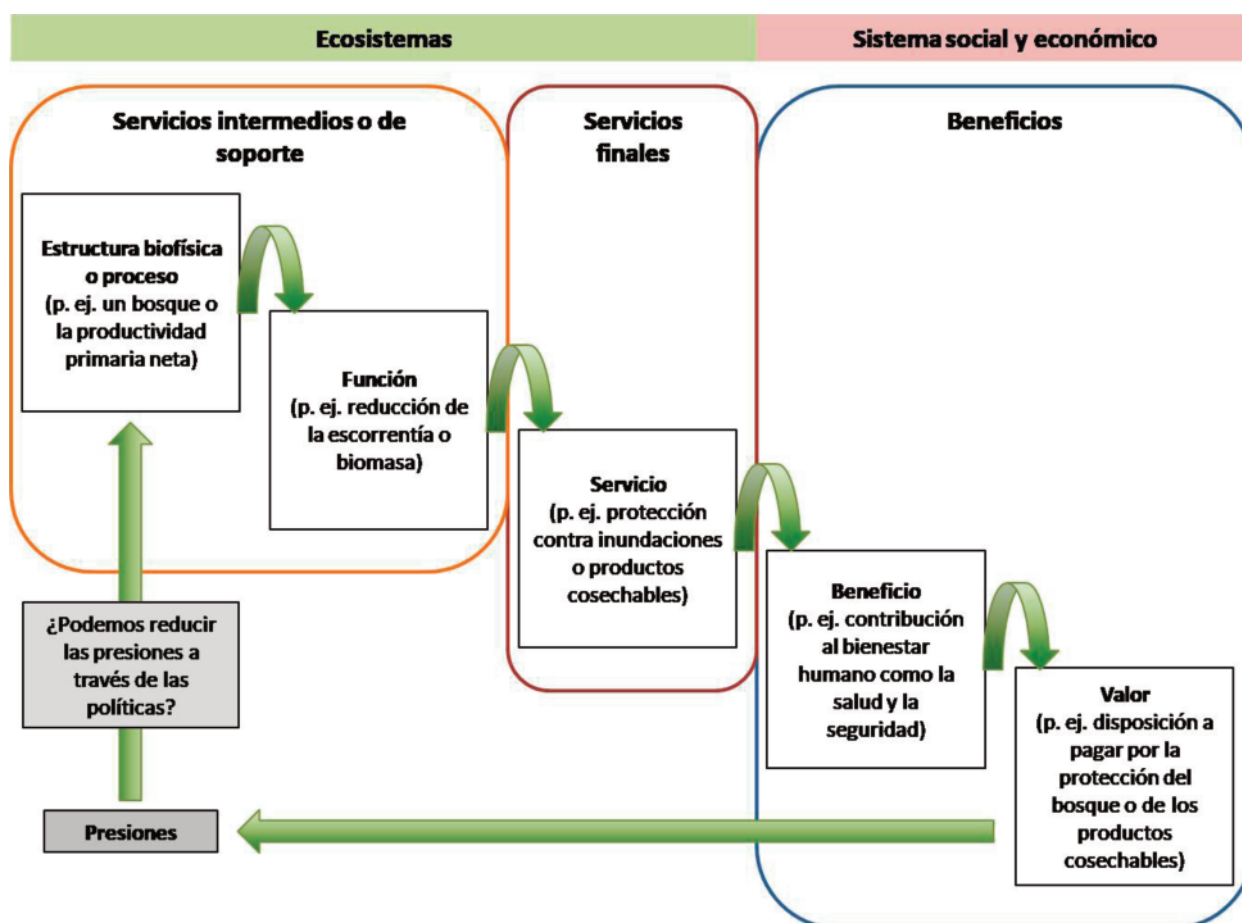 Ecosistemas
Sistema social y económico
Servicios intermedios o de
soporte
Servicios
finales
Beneficios
Estructura biofísica
o proceso
(p. ej. un bosque o
la productividad
primaria neta)
Función
(p. ej. reducción de
la escorrentía o
biomasa)
Servicio
(p. ej. protección
contra inundaciones
o productos
cosechables)
Beneficio
(p. ej. contribución
al bienestar
humano como la
salud y la
seguridad)
Valor
(p. ej. disposición a
pagar por la
protección del
bosque o de los
productos
cosechables)
¿Podemos reducir
las presiones a
través de las
políticas?
Presiones